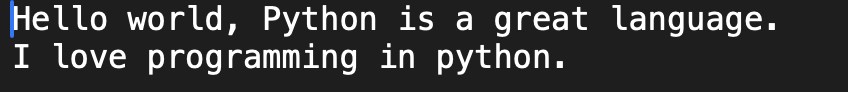 Hello world, Python is a great language.
I love programming in python.